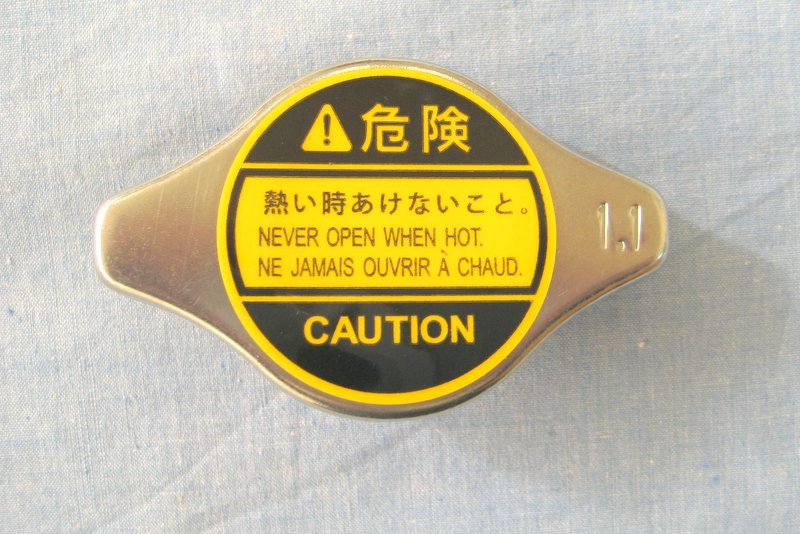 危険
熱い時あけないこと。
NEVER OPEN WHEN HOT.
NE JAMAIS OUVRIR À CHAUD.
1.1
CAUTION